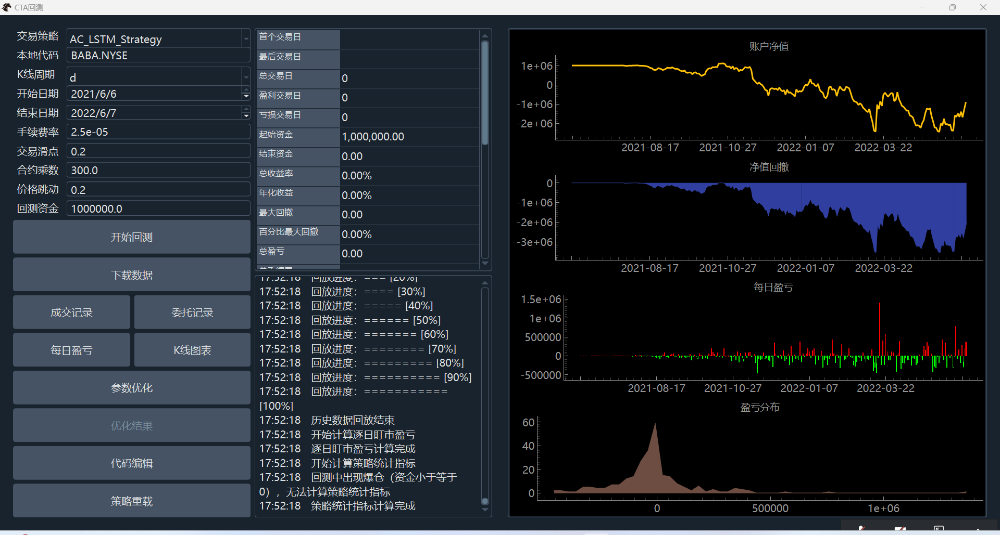 CTA回测
交易策略 AC_LSTM_Strategy
本地代码 BABA.NYSE
K线周期 d
开始日期 2021/6/6
结束日期 2022/6/7
手续费率 2.5e-05
交易滑点 0.2
合约乘数 300.0
价格跳动 0.2
回测资金 1000000.0
开始回测
下载数据
成交记录 委托记录
每日盈亏 K线图表
参数优化
优化结果
代码编辑
策略重载
首个交易日
最后交易日
总交易日 0
盈利交易日 0
亏损交易日 0
起始资金 1,000,000.00
结束资金 0.00
总收益率 0.00%
年化收益 0.00%
最大回撤 0.00
百分比最大回撤 0.00%
总盈亏 0.00
总手续费
17:52:18 回放进度：=== [20%]
17:52:18 回放进度：==== [30%]
17:52:18 回放进度：===== [40%]
17:52:18 回放进度：====== [50%]
17:52:18 回放进度：======= [60%]
17:52:18 回放进度：======== [70%]
17:52:18 回放进度：========= [80%]
17:52:18 回放进度：========== [90%]
17:52:18 回放进度：===========
[100%]
17:52:18 历史数据回放结束
17:52:18 开始计算逐日盯市盈亏
17:52:18 逐日盯市盈亏计算完成
17:52:18 开始计算策略统计指标
17:52:18 回测中出现爆仓（资金小于等于
0），无法计算策略统计指标
17:52:18 策略统计指标计算完成
账户净值
1e+06
0
-1e+06
-2e+06
2021-08-17 2021-10-27 2022-01-07 2022-03-22
净值回撤
0
-1e+06
-2e+06
-3e+06
2021-08-17 2021-10-27 2022-01-07 2022-03-22
每日盈亏
1.5e+06
1e+06
500000
0
-500000
2021-08-17 2021-10-27 2022-01-07 2022-03-22
盈亏分布
60
40
20
0
0 500000 1e+06